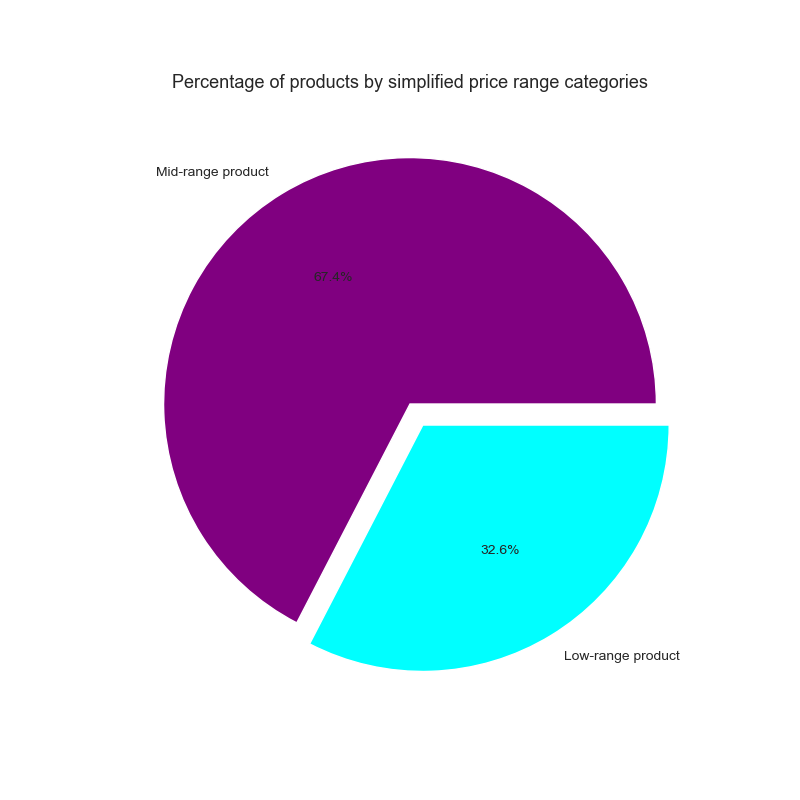 Percentage of products by simplified price range categories
Mid-range product
67.4%
32.6%
Low-range product